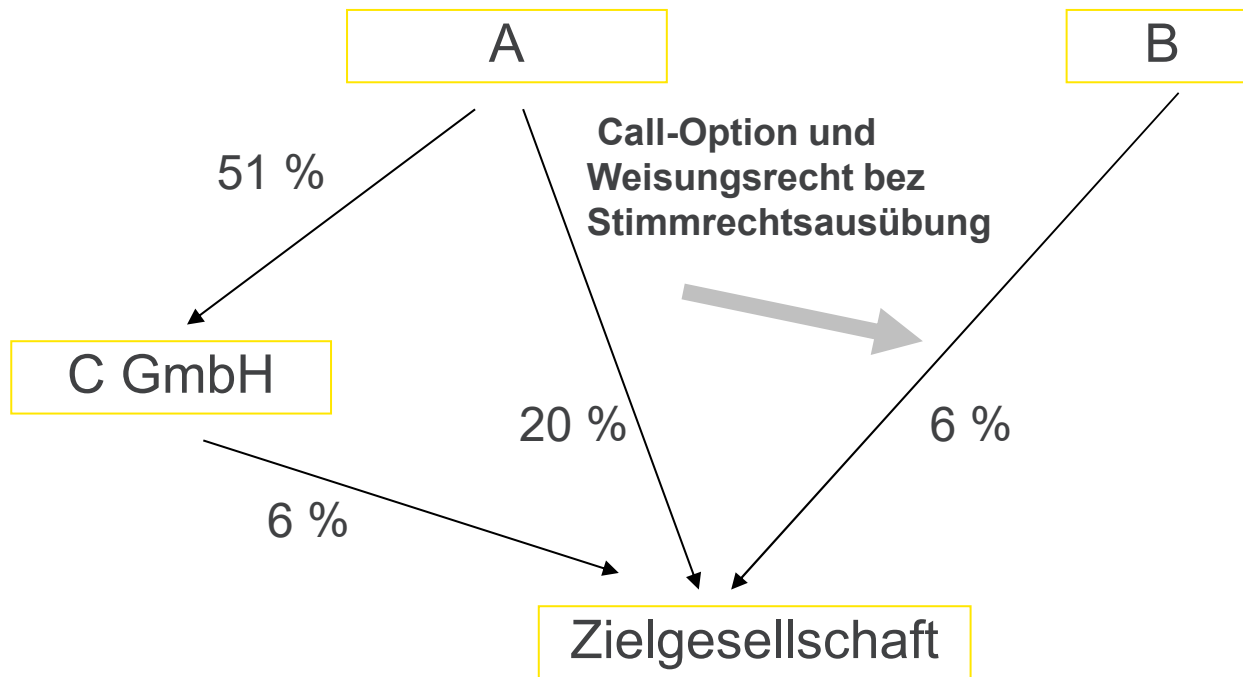 A
B
Call-Option und
Weisungsrecht bez
Stimmrechtsausübung
51 %
C GmbH
20 %
6 %
6 %
Zielgesellschaft